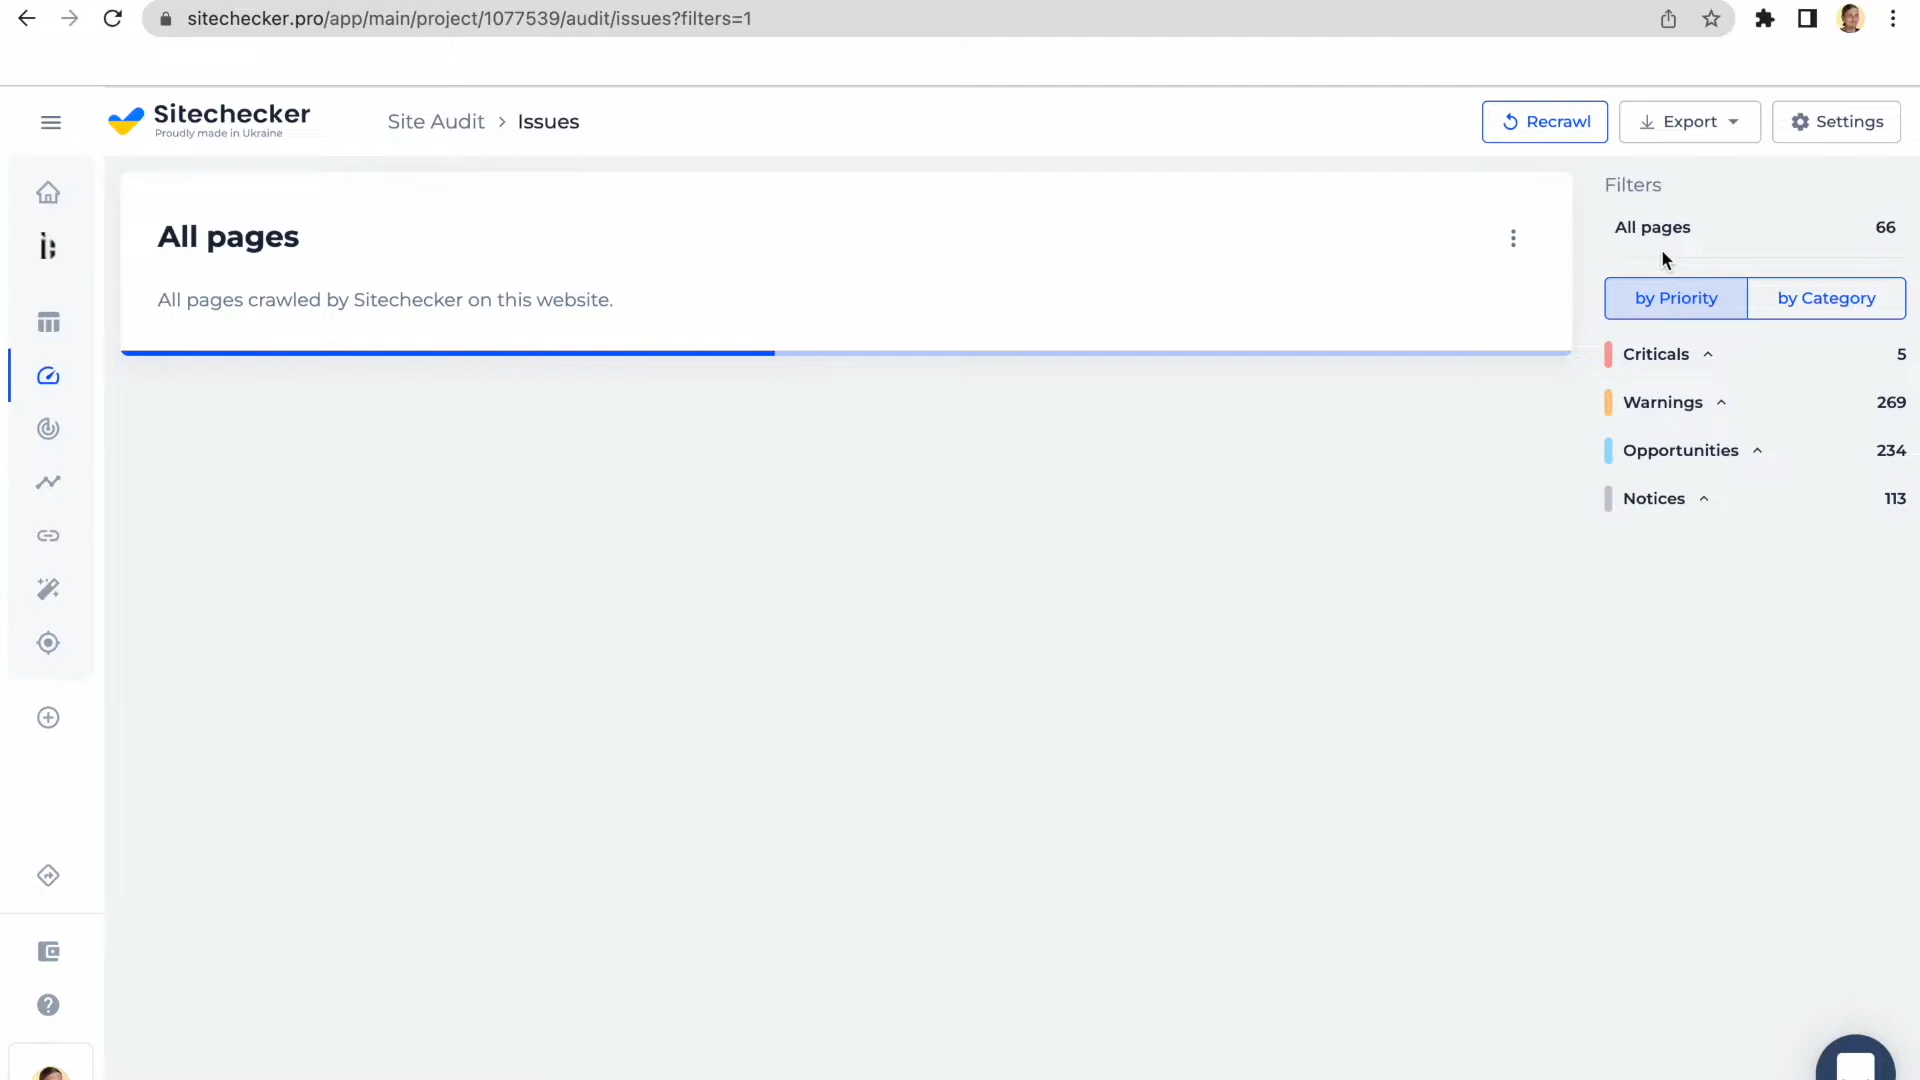 sitechecker.pro/app/main/project/1077539/audit/issues?filters=1
Sitechecker
Proudly made in Ukraine
Site Audit > Issues
Recrawl
Export
Settings
All pages
All pages crawled by Sitechecker on this website.
Filters
All pages 66
by Priority by Category
Criticals 5
Warnings 269
Opportunities 234
Notices 113